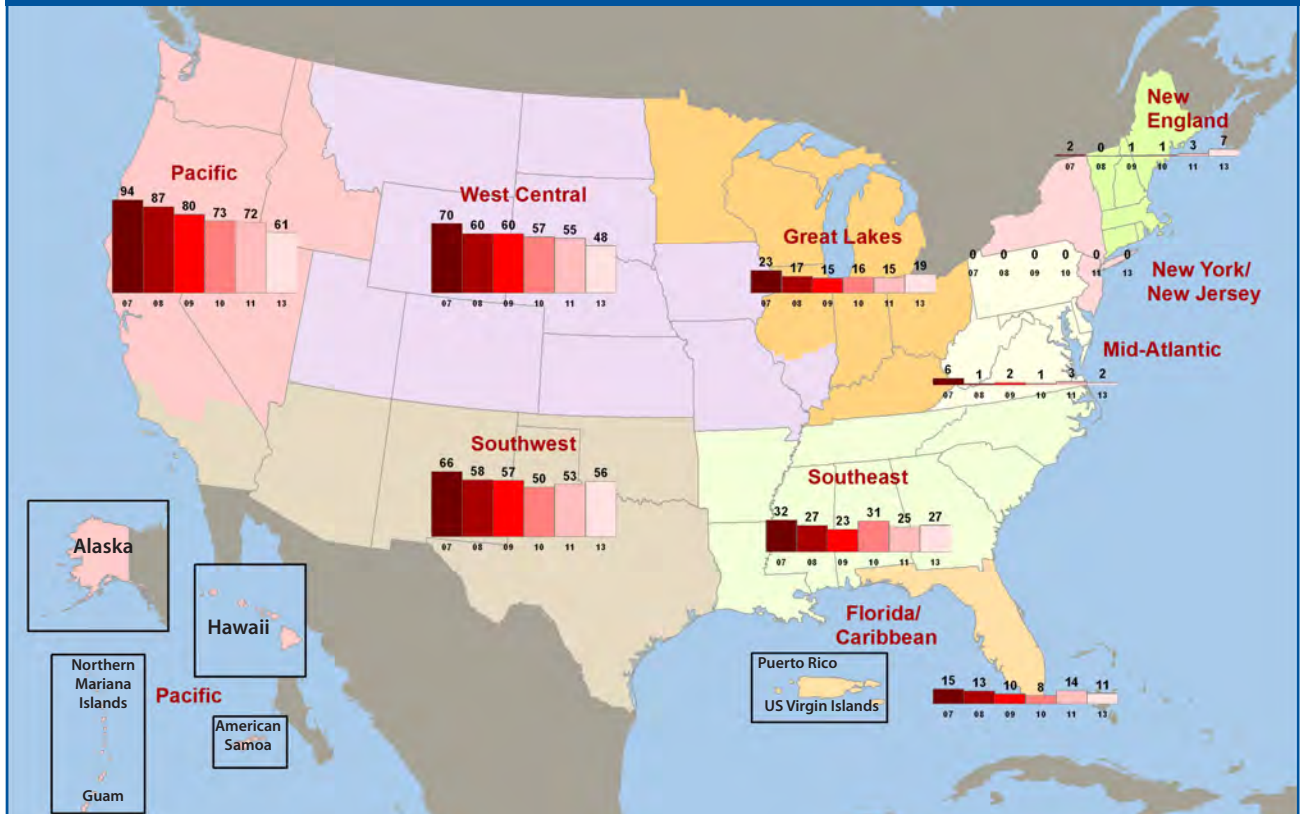 New
England
2 0 1 1 3 7
07 08 09 10 11 13
Pacific
94 87 80 73 72 61
07 08 09 10 11 13
West Central
70 60 60 57 55 48
07 08 09 10 11 13
Great Lakes
23 17 15 16 15 19
07 08 09 10 11 13
0 0 0 0 0 0
07 08 09 10 11 13
New York/
New Jersey
Mid-Atlantic
6 1 2 1 3 2
07 08 09 10 11 13
Southwest
66 58 57 50 53 56
07 08 09 10 11 13
Southeast
32 27 23 31 25 27
07 08 09 10 11 13
Alaska
Hawaii
Florida/
Caribbean
15 13 10 8 14 11
07 08 09 10 11 13
Northern
Mariana
Islands
Guam
Pacific
American
Samoa
Puerto Rico
US Virgin Islands